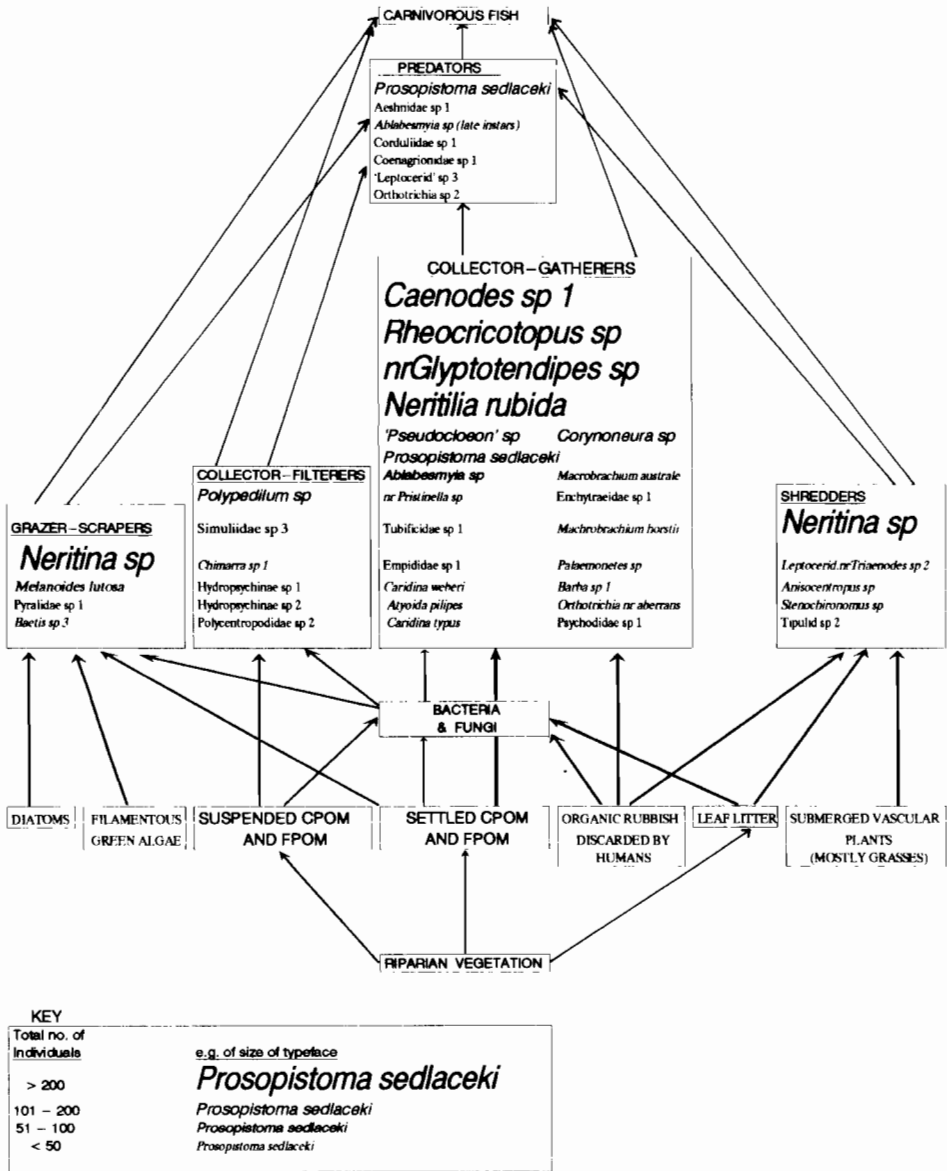 CARNIVOROUS FISH
PREDATORS
Prosopistoma sedlaceki
Aeshnidae sp 1
Ablabesmyia sp (late instars)
Corduliidae sp 1
Coenagrionidae sp 1
'Leptocerid' sp 3
Orthotrichia sp 2
COLLECTOR-GATHERERS
Caenodes sp 1
Rheocricotopus sp
nrGlyptotendipes sp
Neritilia rubida
'Pseudocloeon' sp Corynoneura sp
Prosopistoma sedlaceki
Ablabesmyia sp Macrobrachium australe
nr Pristinella sp Enchytraeidae sp 1
Tubificidae sp 1 Machrobrachium horstii
Empididae sp 1 Palaemonetes sp
Caridina weheri Barba sp 1
Atyoida pilipes Orthotrichia nr aberrans
Caridina typus Psychodidae sp 1
COLLECTOR-FILTERERS
Polypedilum sp
Simuliidae sp 3
Chimarra sp 1
Hydropsychinae sp 1
Hydropsychinae sp 2
Polycentropodidae sp 2
GRAZER-SCRAPERS
Neritina sp
Melanoides lutosa
Pyralidae sp 1
Baetis sp 3
SHREDDERS
Neritina sp
Leptocerid.nrTriaenodes sp 2
Anisocentropus sp
Stenochironomus sp
Tipulid sp 2
BACTERIA
& FUNGI
DIATOMS
FILAMENTOUS
GREEN ALGAE
SUSPENDED CPOM
AND FPOM
SETTLED CPOM
AND FPOM
ORGANIC RUBBISH
DISCARDED BY
HUMANS
LEAF LITTER
SUBMERGED VASCULAR
PLANTS
(MOSTLY GRASSES)
RIPARIAN VEGETATION
KEY
Total no. of
Individuals e.g. of size of typeface
> 200 Prosopistoma sedlaceki
101 - 200 Prosopistoma sedlaceki
51 - 100 Prosopistoma sedlaceki
< 50 Prosopistoma sedlaceki